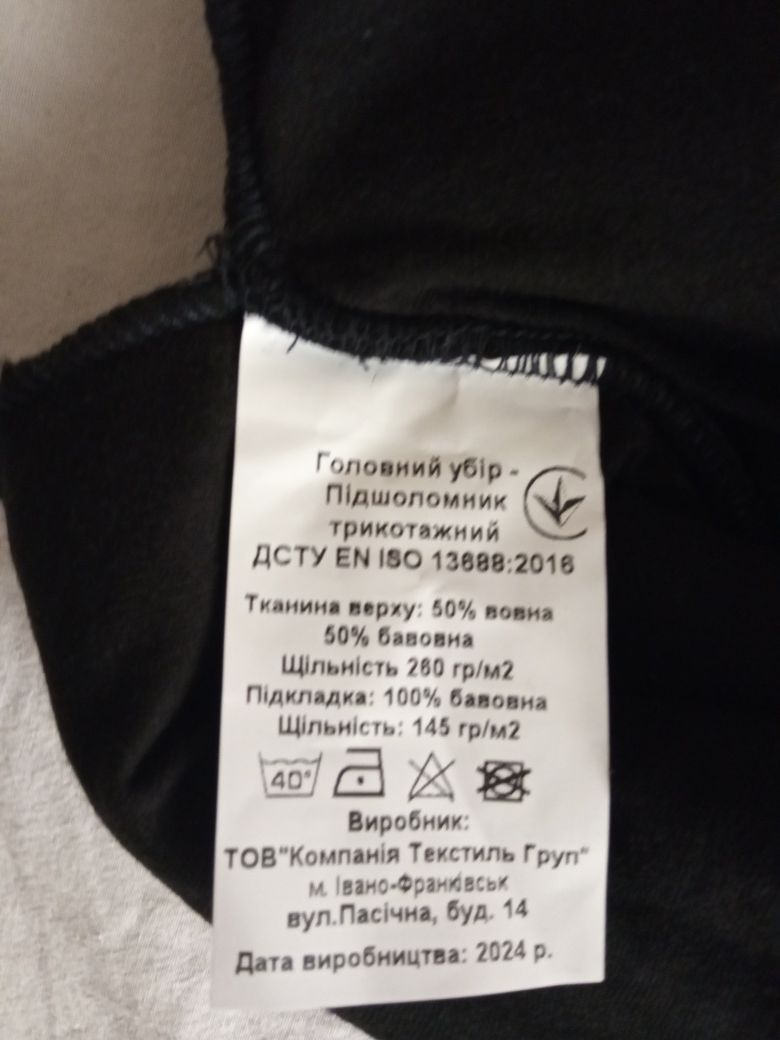 Головний убір -
Підшоломник
трикотажний
ДСТУ EN ISO 13688:2016
Тканина верху: 50% вовна
50% бавовна
Щільність 260 гр/м2
Підкладка: 100% бавовна
Щільність: 145 гр/м2
40°
Виробник:
ТОВ"Компанія Текстиль Груп"
м. Івано-Франківськ
вул.Пасічна, буд. 14
Дата виробництва: 2024 р.